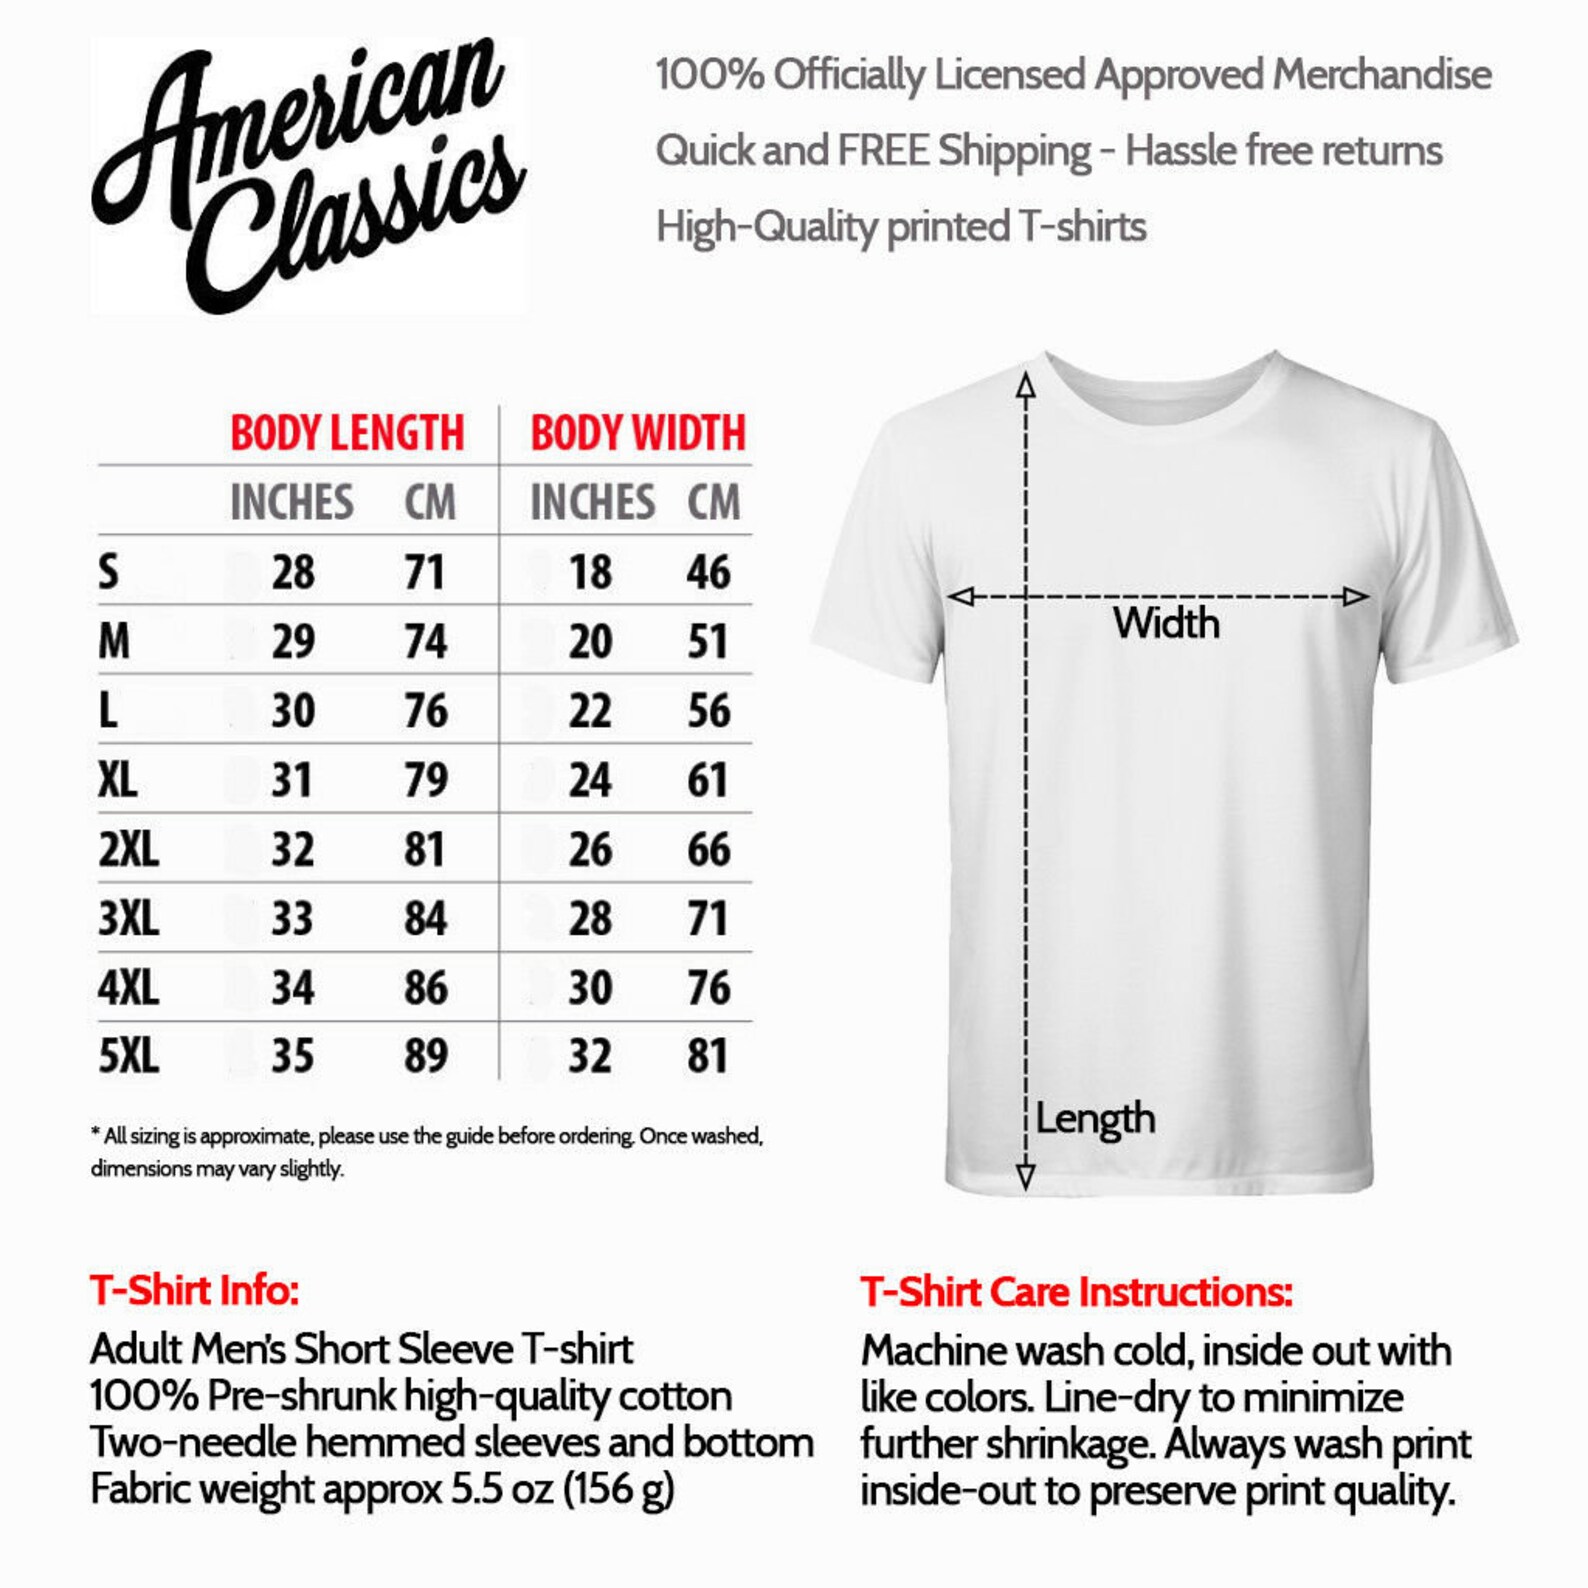 American
Classics
100% Officially Licensed Approved Merchandise
Quick and FREE Shipping - Hassle free returns
High-Quality printed T-shirts
BODY LENGTH BODY WIDTH
INCHES CM INCHES CM
S 28 71 18 46
M 29 74 20 51
L 30 76 22 56
XL 31 79 24 61
2XL 32 81 26 66
3XL 33 84 28 71
4XL 34 86 30 76
5XL 35 89 32 81
* All sizing is approximate, please use the guide before ordering. Once washed,
dimensions may vary slightly.
Width
Length
T-Shirt Info:
Adult Men's Short Sleeve T-shirt
100% Pre-shrunk high-quality cotton
Two-needle hemmed sleeves and bottom
Fabric weight approx 5.5 oz (156 g)
T-Shirt Care Instructions:
Machine wash cold, inside out with
like colors. Line-dry to minimize
further shrinkage. Always wash print
inside-out to preserve print quality.